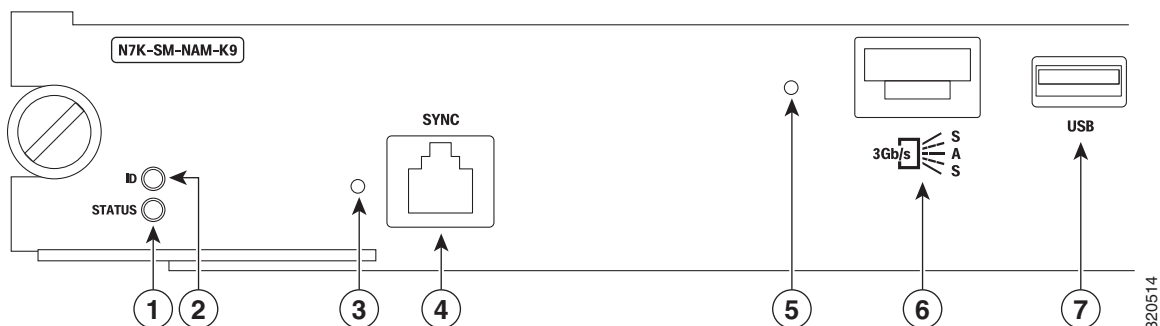 N7K-SM-NAM-K9
SYNC
USB
3Gb/s
S
A
S
ID
STATUS
1
2
3
4
5
6
7
320514